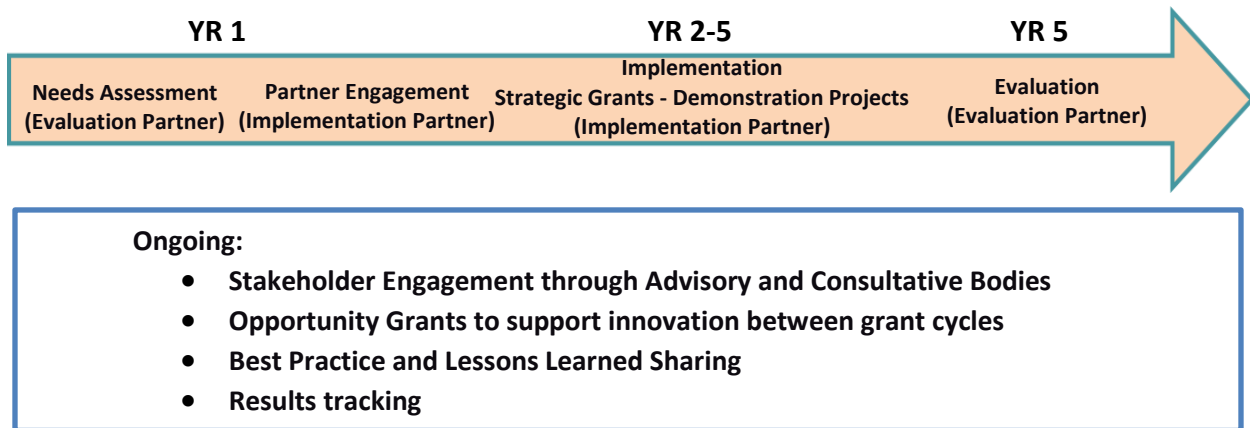 YR 1
YR 2-5
YR 5
Needs Assessment
(Evaluation Partner)
Partner Engagement
(Implementation Partner)
Implementation
Strategic Grants - Demonstration Projects
(Implementation Partner)
Evaluation
(Evaluation Partner)
Ongoing:
• Stakeholder Engagement through Advisory and Consultative Bodies
• Opportunity Grants to support innovation between grant cycles
• Best Practice and Lessons Learned Sharing
• Results tracking